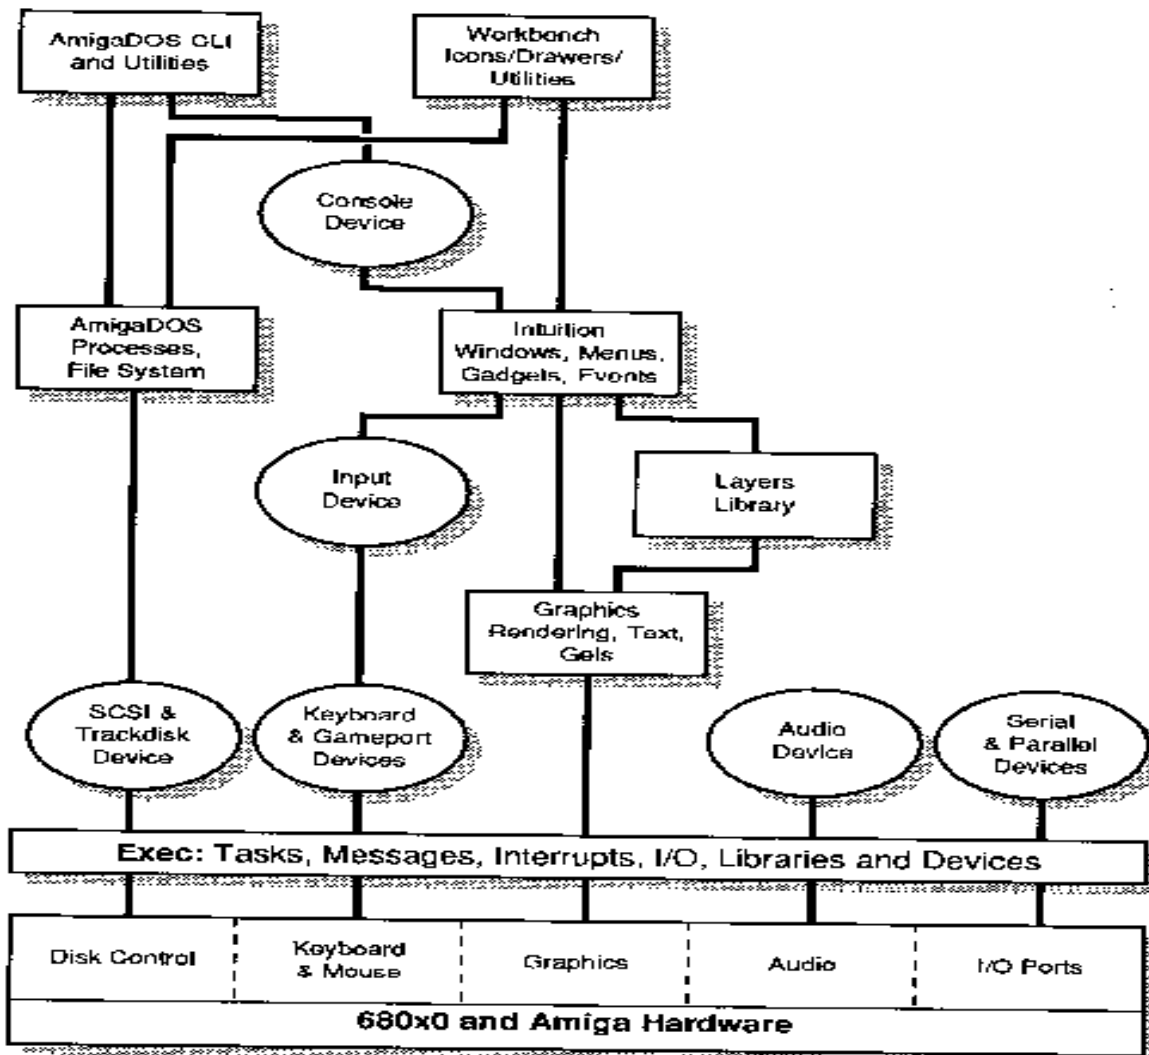 AmigaDOS CLI
and Utilities
Workbench
Icons/Drawers/
Utilities
Console
Device
AmigaDOS
Processes,
File System
Intuition
Windows, Menus,
Gadgets, Events
Input
Device
Layers
Library
Graphics
Rendering, Text,
Gels
SCSI &
Trackdisk
Device
Keyboard
& Gameport
Devices
Audio
Device
Serial
& Parallel
Devices
Exec: Tasks, Messages, Interrupts, I/O, Libraries and Devices
Disk Control
Keyboard
& Mouse
Graphics
Audio
I/O Ports
680x0 and Amiga Hardware